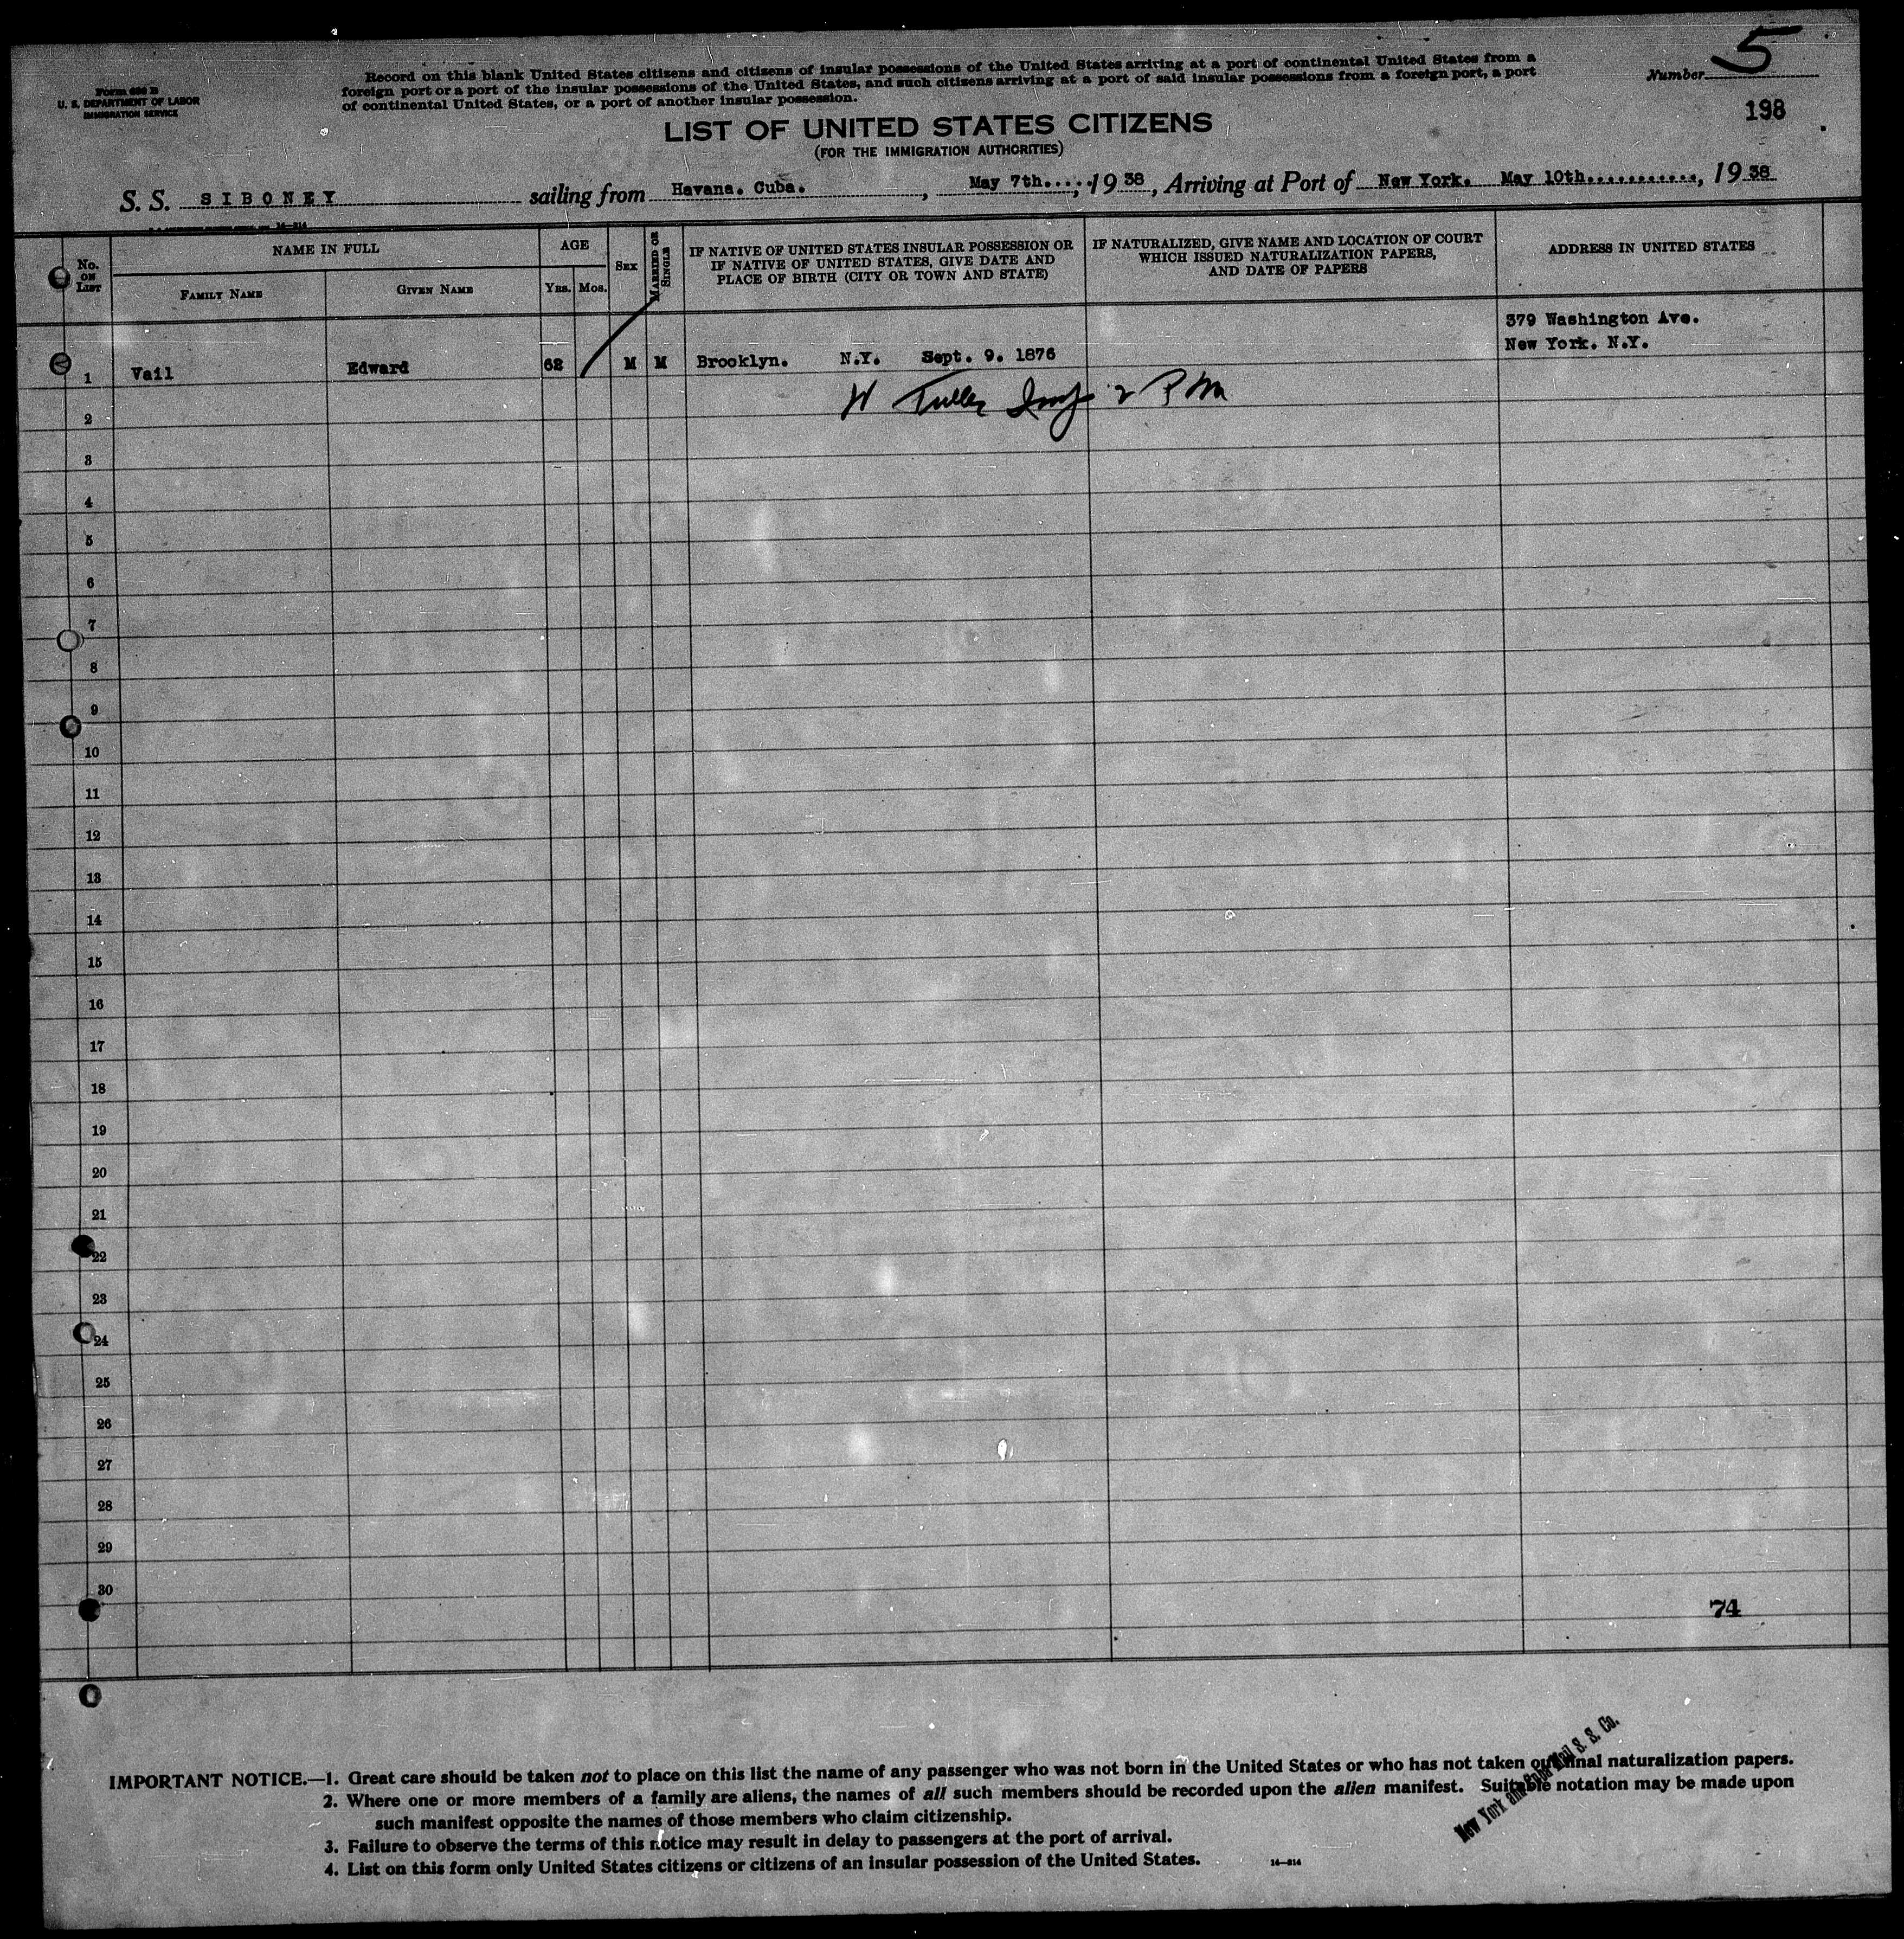 Form 630 B
U. S. DEPARTMENT OF LABOR
IMMIGRATION SERVICE
Record on this blank United States citizens and citizens of insular possessions of the United States arriving at a port of continental United States from a
foreign port or a port of the insular possessions of the United States, and such citizens arriving at a port of said insular possessions from a foreign port, a port
of continental United States, or a port of another insular possession.
Number 5
198
LIST OF UNITED STATES CITIZENS
(FOR THE IMMIGRATION AUTHORITIES)
S. S. SIBONEY sailing from Havana. Cuba. , May 7th....., 19 38, Arriving at Port of New York. May 10th..........., 19 38
No. ON LIST
NAME IN FULL
FAMILY NAME
GIVEN NAME
AGE
YRS.
MOS.
SEX
MARRIED OR SINGLE
IF NATIVE OF UNITED STATES INSULAR POSSESSION OR
IF NATIVE OF UNITED STATES, GIVE DATE AND
PLACE OF BIRTH (CITY OR TOWN AND STATE)
IF NATURALIZED, GIVE NAME AND LOCATION OF COURT
WHICH ISSUED NATURALIZATION PAPERS,
AND DATE OF PAPERS
ADDRESS IN UNITED STATES
379 Washington Ave.
New York. N.Y.
1 Vail Edward 62 M M Brooklyn. N.Y. Sept. 9. 1876
W Tuller 2 PM
2
3
4
5
6
7
8
9
10
11
12
13
14
15
16
17
18
19
20
21
22
23
24
25
26
27
28
29
30
74
New York and Cuba Mail S. S. Co.
IMPORTANT NOTICE.—1. Great care should be taken not to place on this list the name of any passenger who was not born in the United States or who has not taken out final naturalization papers.
2. Where one or more members of a family are aliens, the names of all such members should be recorded upon the alien manifest. Suitable notation may be made upon
such manifest opposite the names of those members who claim citizenship.
3. Failure to observe the terms of this notice may result in delay to passengers at the port of arrival.
4. List on this form only United States citizens or citizens of an insular possession of the United States.
14—814